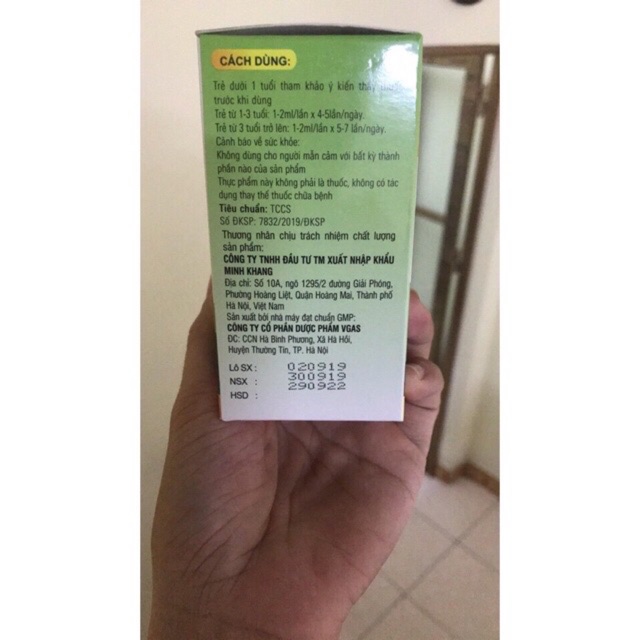 CÁCH DÙNG:
Trẻ dưới 1 tuổi tham khảo ý kiến thầy
trước khi dùng
Trẻ từ 1-3 tuổi: 1-2ml/lần x 4-5lần/ngày.
Trẻ từ 3 tuổi trở lên: 1-2ml/lần x 5-7 lần/ngày.
Cảnh báo về sức khỏe:
Không dùng cho người mẫn cảm với bất kỳ thành
phần nào của sản phẩm
Thực phẩm này không phải là thuốc, không có tác
dụng thay thế thuốc chữa bệnh
Tiêu chuẩn: TCCS
Số ĐKSP: 7832/2019/ĐKSP
Thương nhân chịu trách nhiệm chất lượng
sản phẩm:
CÔNG TY TNHH ĐẦU TƯ TM XUẤT NHẬP KHẨU
MINH KHANG
Địa chỉ: Số 10A, ngõ 1295/2 đường Giải Phóng,
Phường Hoàng Liệt, Quận Hoàng Mai, Thành phố
Hà Nội, Việt Nam
Sản xuất bởi nhà máy đạt chuẩn GMP:
CÔNG TY CỔ PHẦN DƯỢC PHẨM VGAS
ĐC: CCN Hà Bình Phương, Xã Hà Hồi,
Huyện Thường Tín, TP. Hà Nội
Lô SX: 020919
NSX : 300919
HSD : 290922